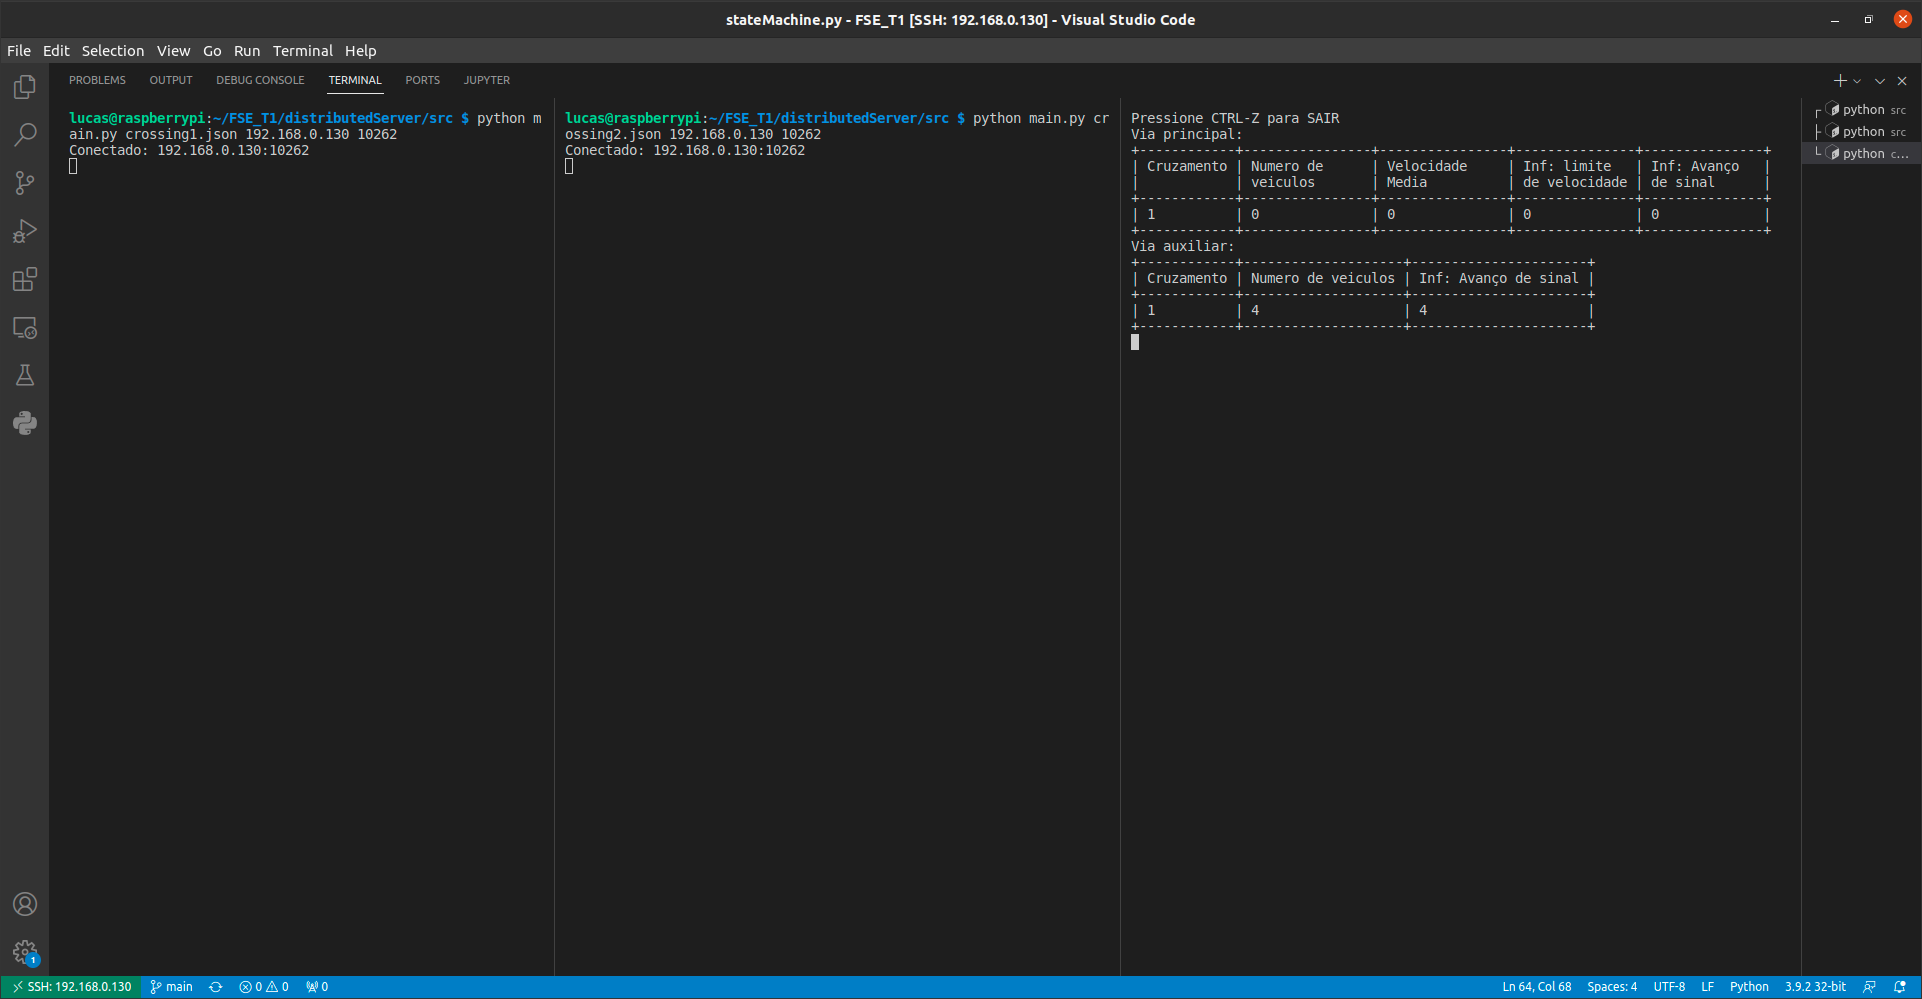 stateMachine.py - FSE_T1 [SSH: 192.168.0.130] - Visual Studio Code
File Edit Selection View Go Run Terminal Help
PROBLEMS OUTPUT DEBUG CONSOLE TERMINAL PORTS JUPYTER
lucas@raspberrypi:~/FSE_T1/distributedServer/src $ python m
ain.py crossing1.json 192.168.0.130 10262
Conectado: 192.168.0.130:10262
lucas@raspberrypi:~/FSE_T1/distributedServer/src $ python main.py cr
ossing2.json 192.168.0.130 10262
Conectado: 192.168.0.130:10262
Pressione CTRL-Z para SAIR
Via principal:
+------------+----------------+----------------+---------------+---------------+
| Cruzamento | Numero de      | Velocidade     | Inf: limite   | Inf: Avanço   |
|            | veiculos       | Media          | de velocidade | de sinal      |
+------------+----------------+----------------+---------------+---------------+
| 1          | 0              | 0              | 0             | 0             |
+------------+----------------+----------------+---------------+---------------+
Via auxiliar:
+------------+--------------------+----------------------+
| Cruzamento | Numero de veiculos | Inf: Avanço de sinal |
+------------+--------------------+----------------------+
| 1          | 4                  | 4                    |
+------------+--------------------+----------------------+
python src
python src
python c...
1
SSH: 192.168.0.130 main 0 0 0 Ln 64, Col 68 Spaces: 4 UTF-8 LF Python 3.9.2 32-bit